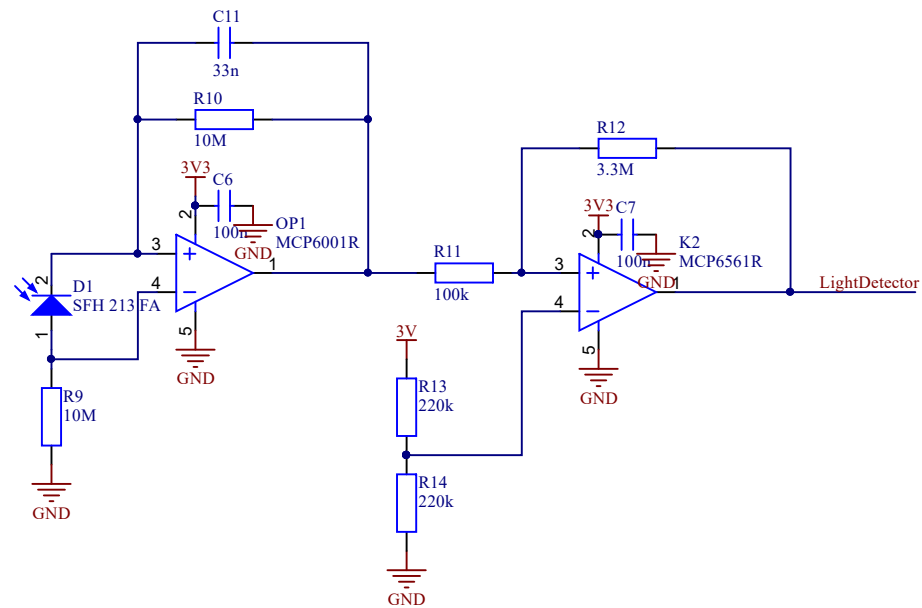 C11
33n
R10
10M
R12
3.3M
3V3
C6
100n
GND
OP1
MCP6001R
2
3
4
1
5
GND
2
D1
SFH 213 FA
1
R9
10M
GND
R11
100k
3V3
C7
100n
GND
K2
MCP6561R
2
3
4
1
5
GND
LightDetector
3V
R13
220k
R14
220k
GND